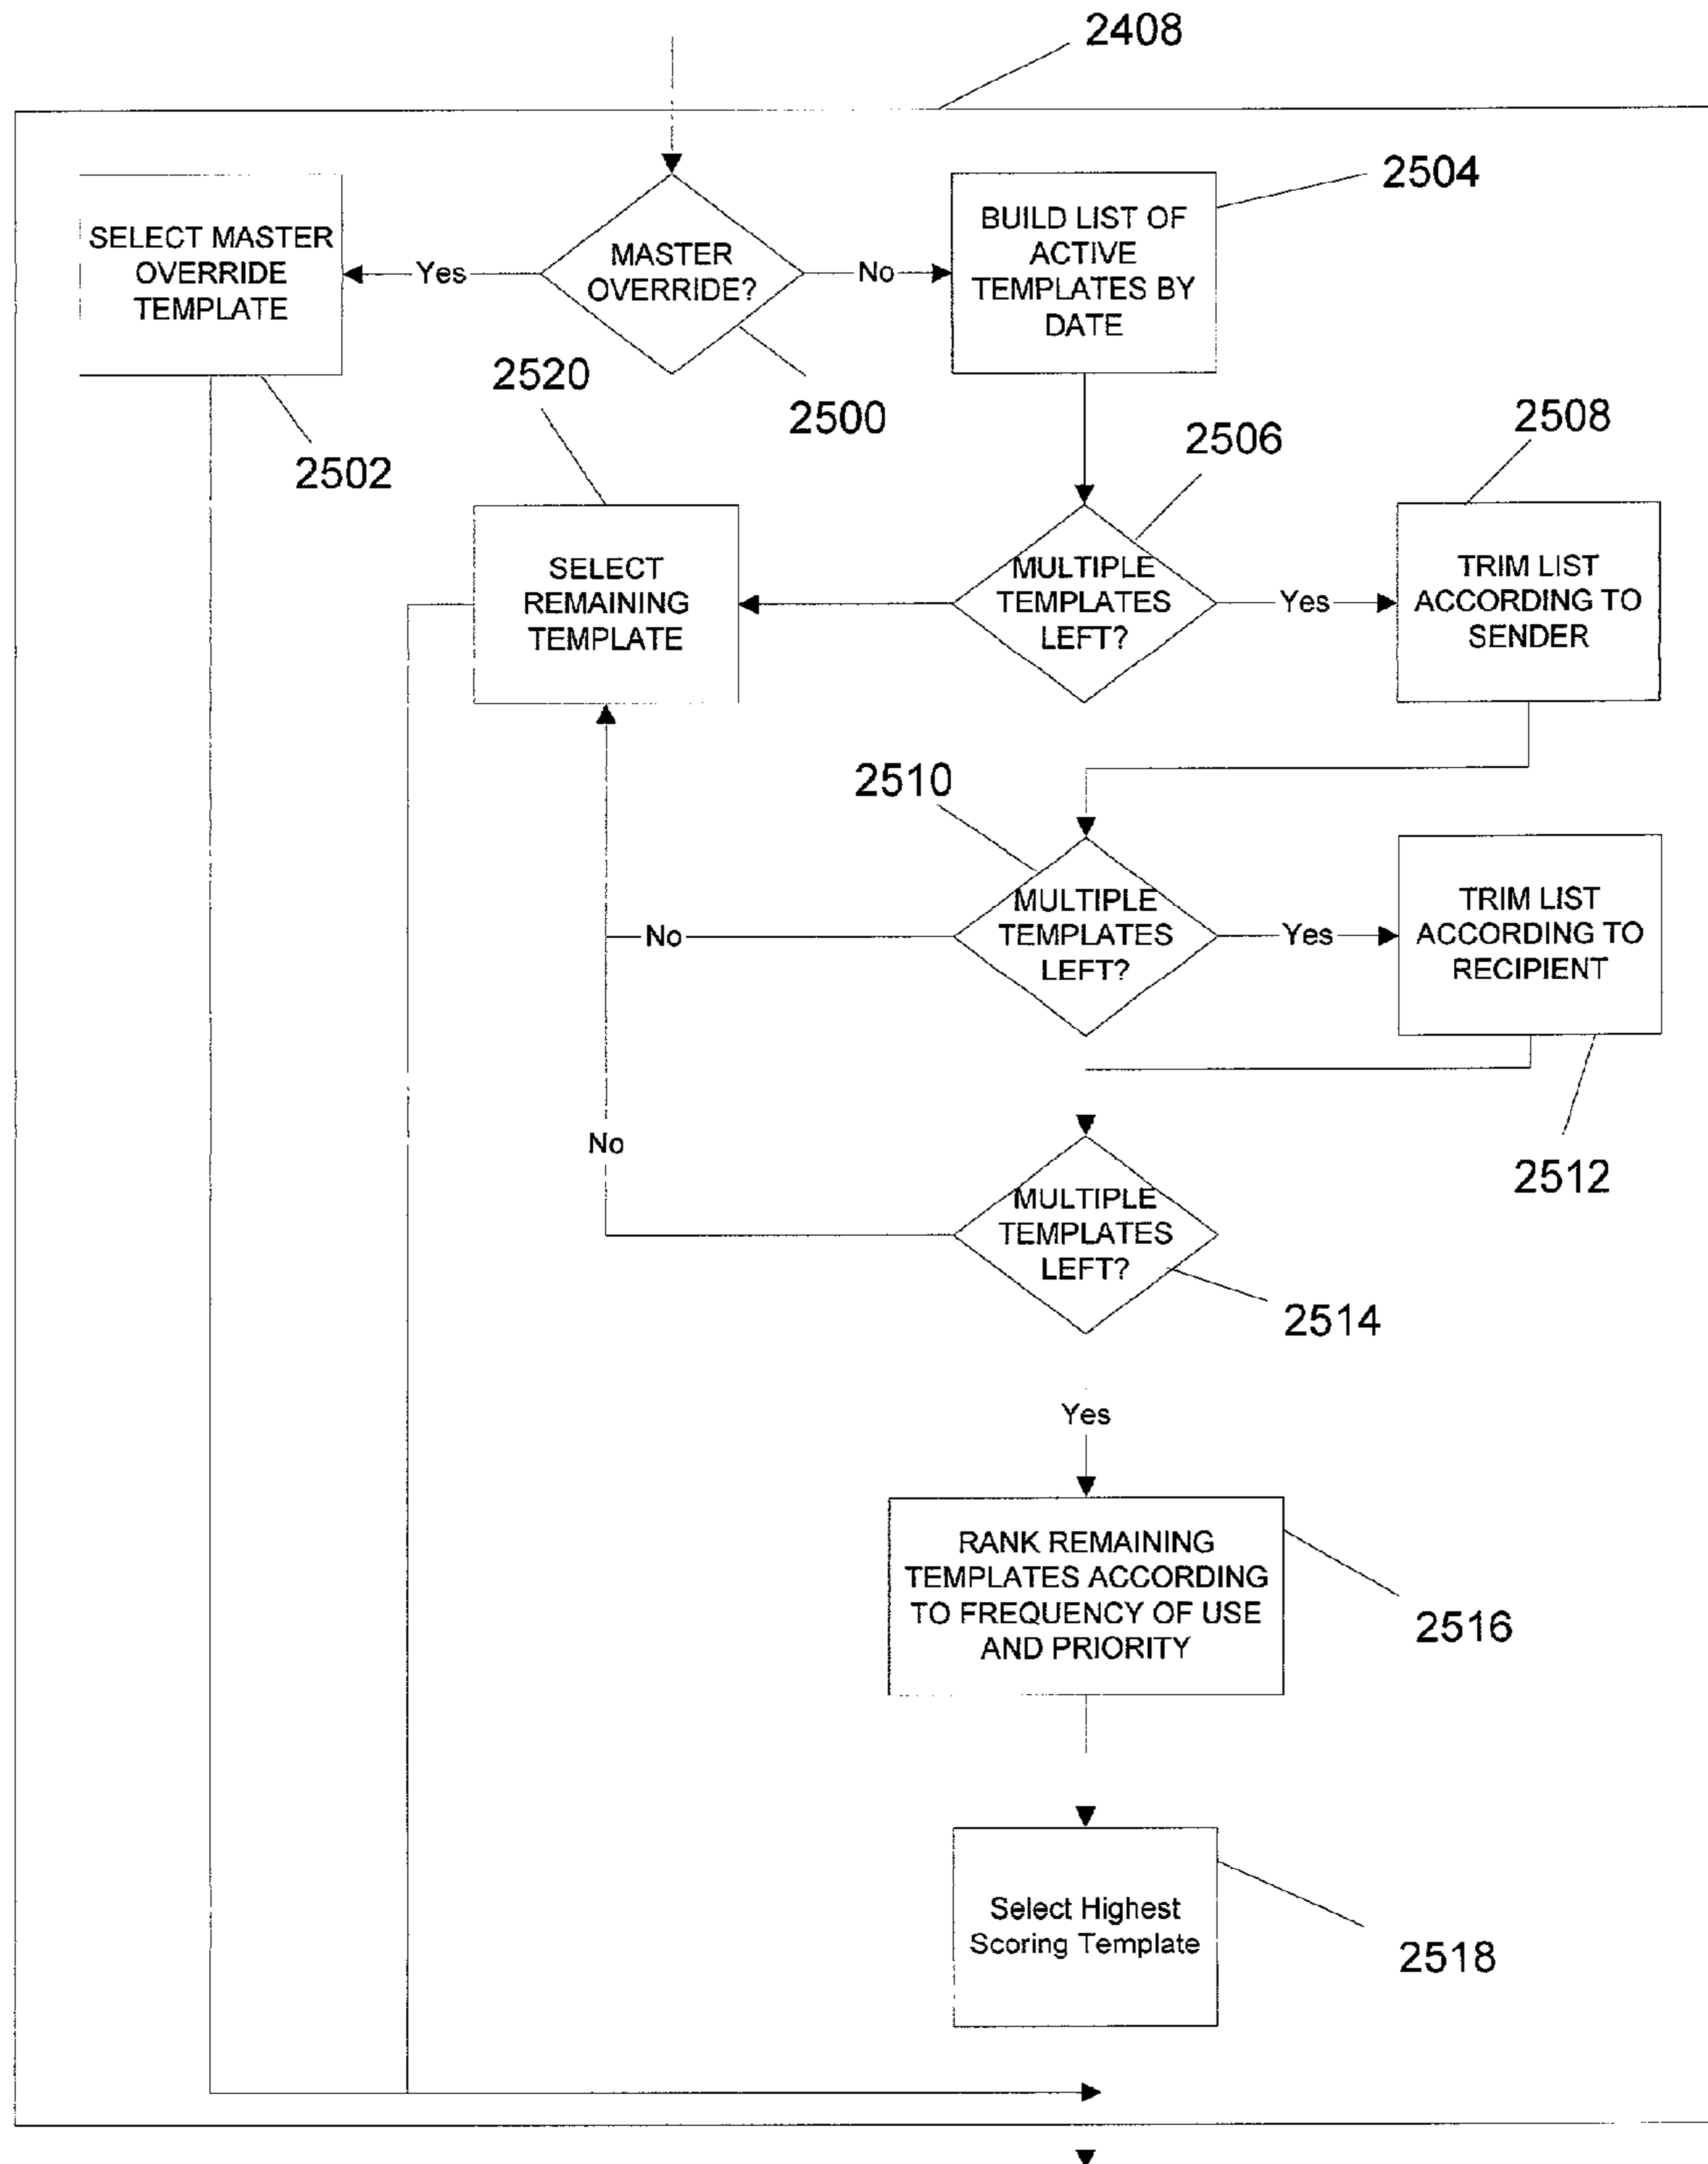 2408
2504
SELECT MASTER
OVERRIDE
TEMPLATE
Yes
MASTER
OVERRIDE?
No
BUILD LIST OF
ACTIVE
TEMPLATES BY
DATE
2520
2500
2502
2506
2508
SELECT
REMAINING
TEMPLATE
MULTIPLE
TEMPLATES
LEFT?
Yes
TRIM LIST
ACCORDING TO
SENDER
2510
No
MULTIPLE
TEMPLATES
LEFT?
Yes
TRIM LIST
ACCORDING TO
RECIPIENT
No
2512
MULTIPLE
TEMPLATES
LEFT?
2514
Yes
RANK REMAINING
TEMPLATES ACCORDING
TO FREQUENCY OF USE
AND PRIORITY
2516
Select Highest
Scoring Template
2518